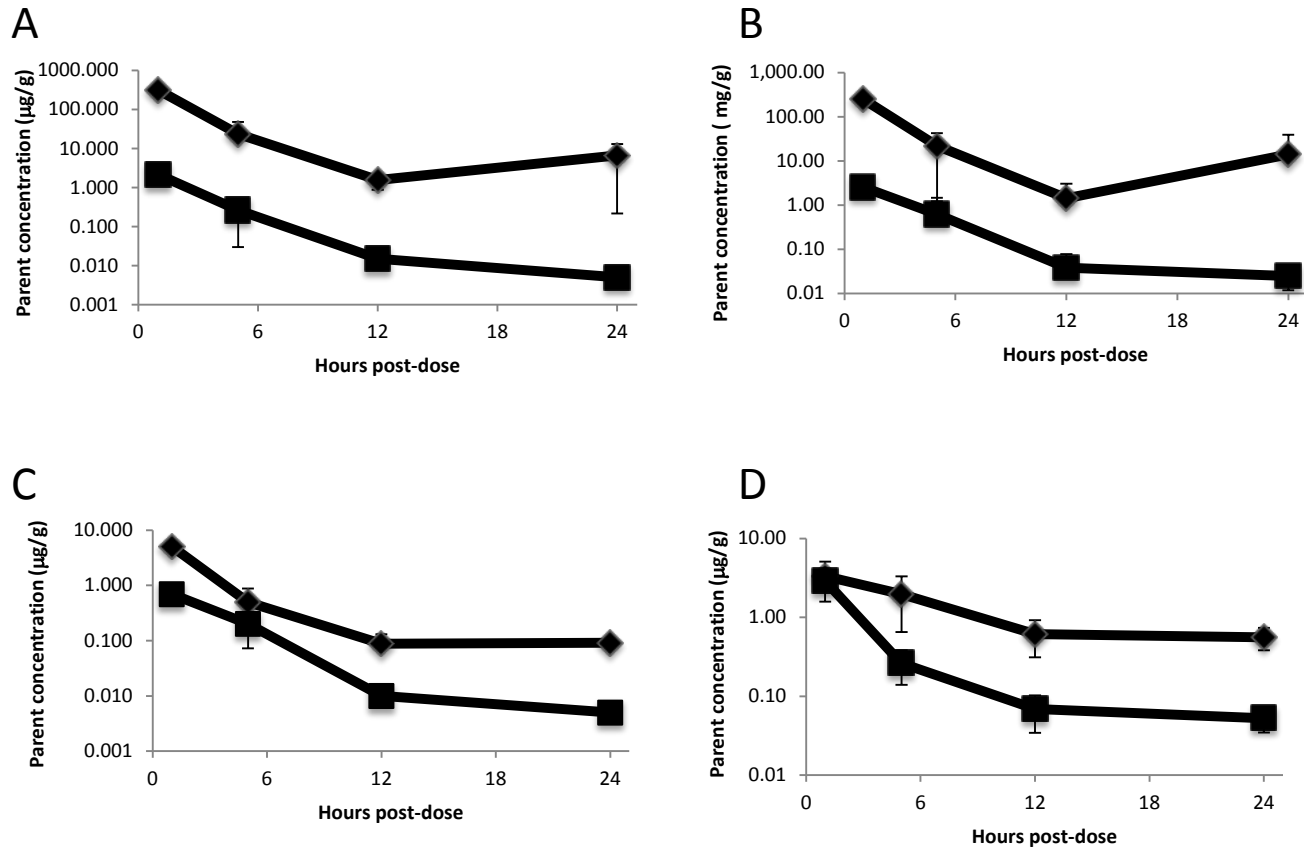 A
Parent concentration (µg/g)
1000.000
100.000
10.000
1.000
0.100
0.010
0.001
0 6 12 18 24
Hours post-dose
B
Parent concentration ( mg/g)
1,000.00
100.00
10.00
1.00
0.10
0.01
0 6 12 18 24
Hours post-dose
C
Parent concentration (µg/g)
10.000
1.000
0.100
0.010
0.001
0 6 12 18 24
Hours post-dose
D
Parent concentration (µg/g)
10.00
1.00
0.10
0.01
0 6 12 18 24
Hours post-dose